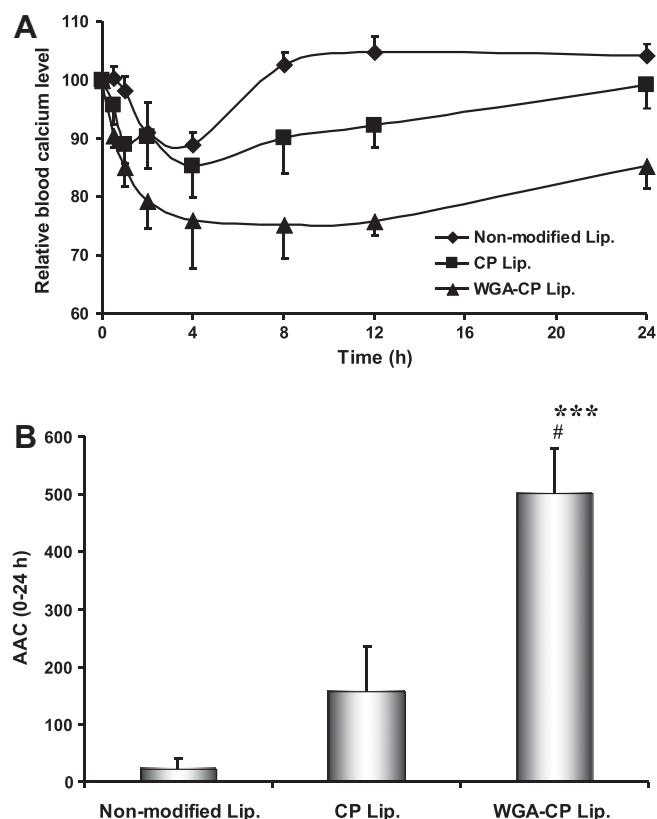 A
Relative blood calcium level
110
100
90
80
70
60
0
4
8
12
16
20
24
Time (h)
Non-modified Lip.
CP Lip.
WGA-CP Lip.
B
AAC (0-24 h)
600
500
400
300
200
100
0
***
#
Non-modified Lip.
CP Lip.
WGA-CP Lip.